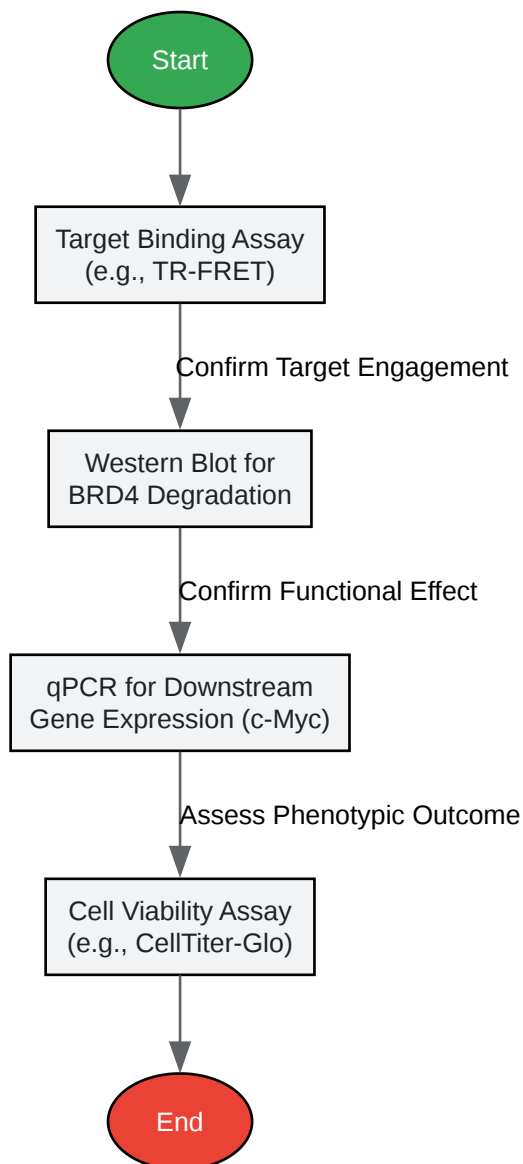 Start
Target Binding Assay
(e.g., TR-FRET)
Confirm Target Engagement
Western Blot for
BRD4 Degradation
Confirm Functional Effect
qPCR for Downstream
Gene Expression (c-Myc)
Assess Phenotypic Outcome
Cell Viability Assay
(e.g., CellTiter-Glo)
End